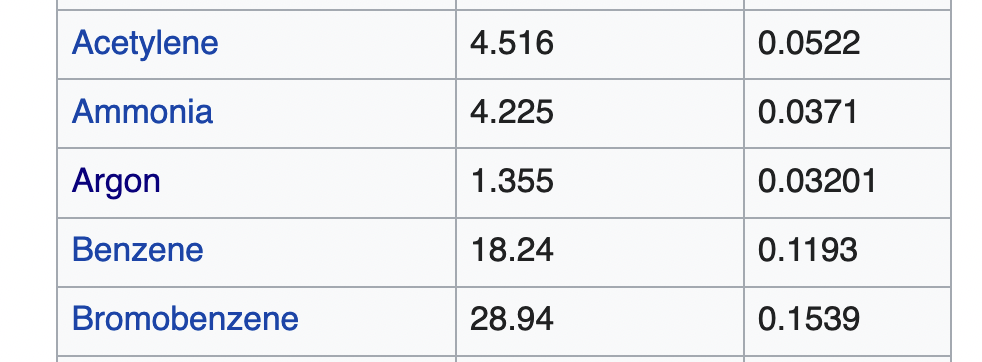 Acetylene 4.516 0.0522
Ammonia 4.225 0.0371
Argon 1.355 0.03201
Benzene 18.24 0.1193
Bromobenzene 28.94 0.1539